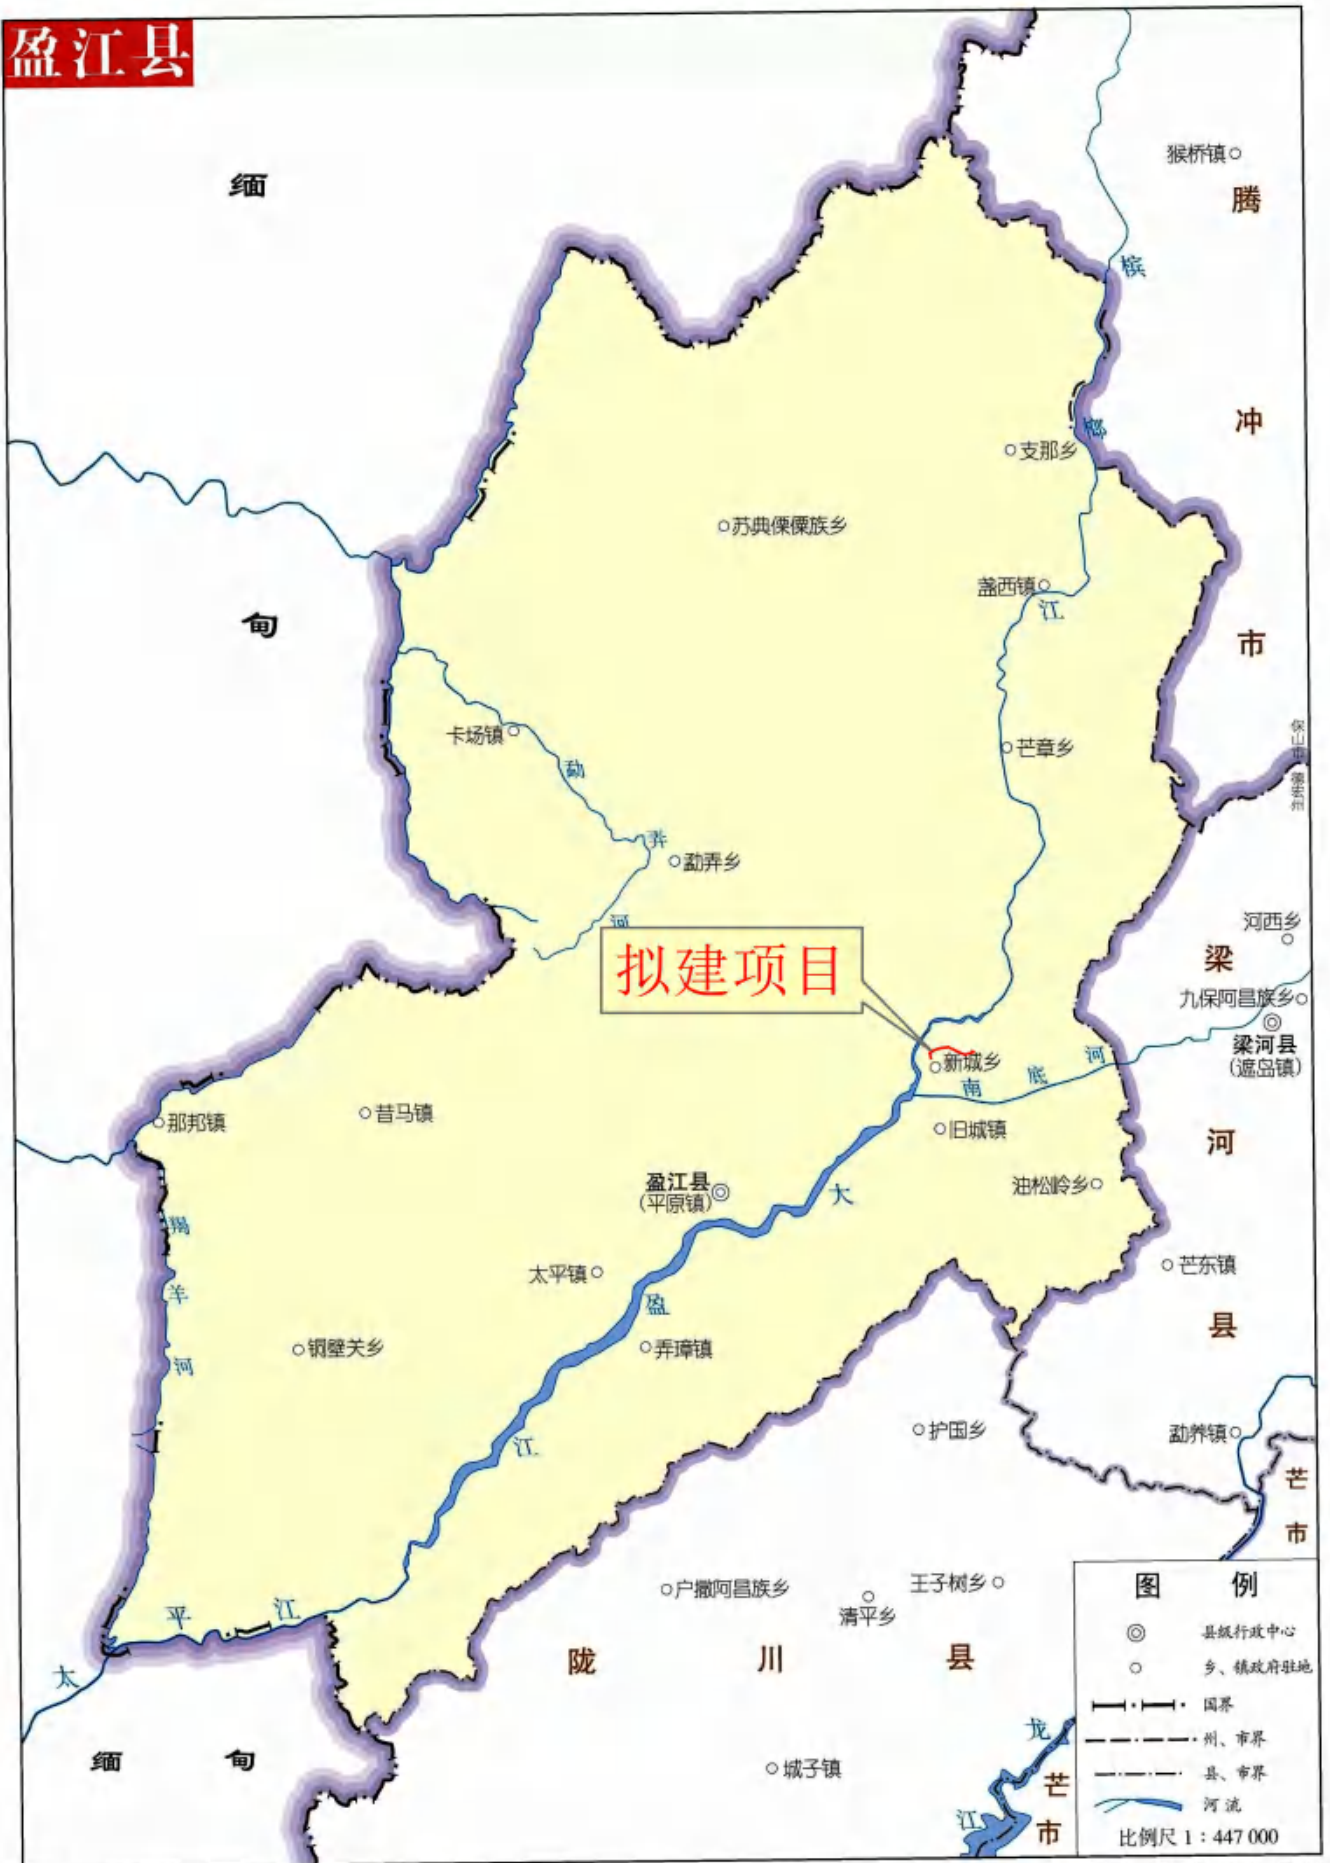 盈江县
猴桥镇
缅
腾
槟
冲
榔
支那乡
苏典傈僳族乡
盏西镇
江
甸
市
保山市
德宏州
卡场镇
芒章乡
勐
弄
勐弄乡
河
河西乡
梁
拟建项目
九保阿昌族乡
梁河县
(遮岛镇)
新城乡
南 底 河
那邦镇
昔马镇
旧城镇
河
盈江县
(平原镇)
油松岭乡
大
羯
羊
河
太平镇
芒东镇
盈
县
铜壁关乡
弄璋镇
护国乡
勐养镇
江
芒
市
户撒阿昌族乡
王子树乡
清平乡
平 江
太
陇 川 县
缅 甸
龙
城子镇
芒
江
市
图 例
县级行政中心
乡、镇政府驻地
国界
州、市界
县、市界
河流
比例尺 1：447 000